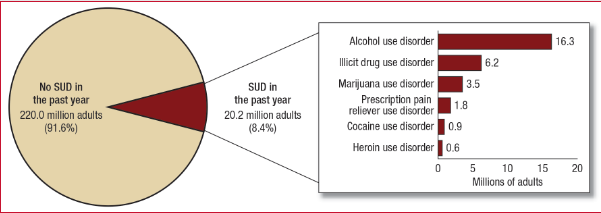 No SUD in
the past year
220.0 million adults
(91.6%)
SUD in
the past year
20.2 million adults
(8.4%)
Alcohol use disorder 16.3
Illicit drug use disorder 6.2
Marijuana use disorder 3.5
Prescription pain
reliever use disorder 1.8
Cocaine use disorder 0.9
Heroin use disorder 0.6
0 5 10 15 20
Millions of adults